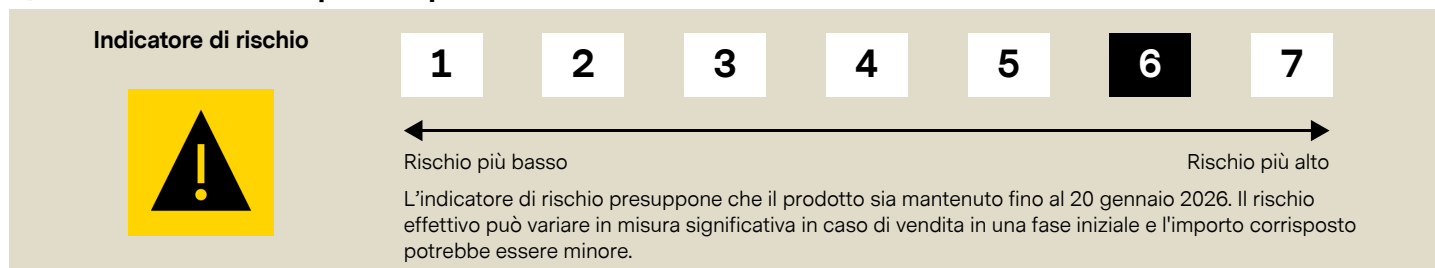 Indicatore di rischio
1 2 3 4 5 6 7
Rischio più basso Rischio più alto
L'indicatore di rischio presuppone che il prodotto sia mantenuto fino al 20 gennaio 2026. Il rischio
effettivo può variare in misura significativa in caso di vendita in una fase iniziale e l'importo corrisposto
potrebbe essere minore.